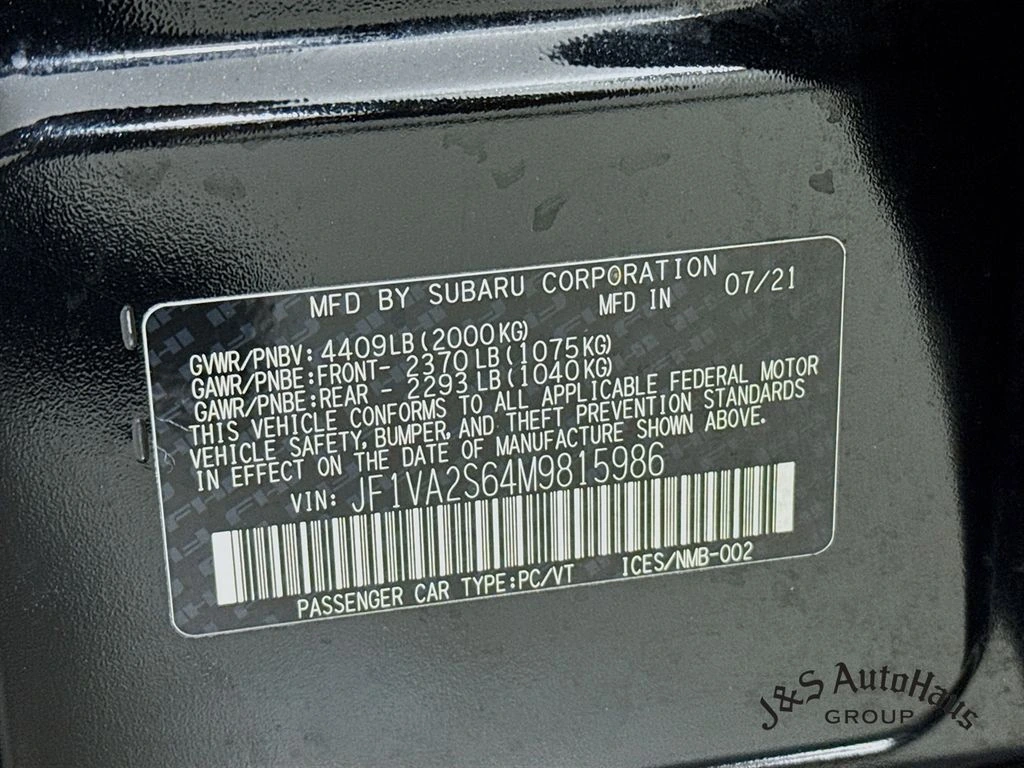 MFD BY SUBARU CORPORATION
MFD IN 07/21
GVWR/PNBV: 4409LB(2000KG)
GAWR/PNBE:FRONT- 2370LB(1075KG)
GAWR/PNBE:REAR - 2293LB(1040KG)
THIS VEHICLE CONFORMS TO ALL APPLICABLE FEDERAL MOTOR
VEHICLE SAFETY, BUMPER, AND THEFT PREVENTION STANDARDS
IN EFFECT ON THE DATE OF MANUFACTURE SHOWN ABOVE.
VIN: JF1VA2S64M9815986
PASSENGER CAR TYPE:PC/VT ICES/NMB-002
J&S AutoHaus
GROUP